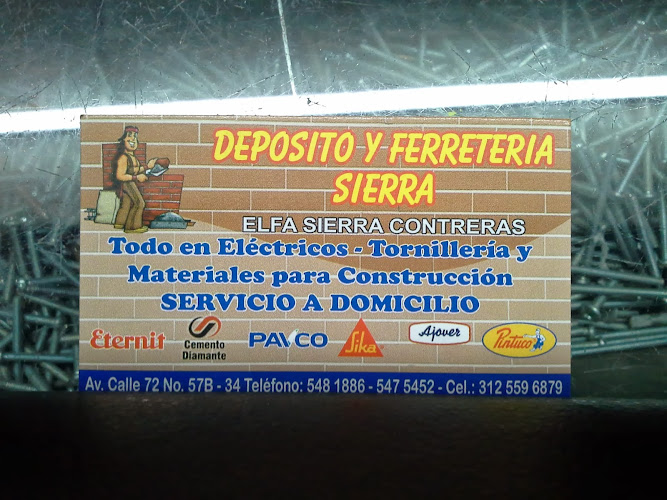 DEPOSITO Y FERRETERIA
SIERRA
ELFA SIERRA CONTRERAS
Todo en Eléctricos - Tornillería y
Materiales para Construcción
SERVICIO A DOMICILIO
Eternit
Cemento
Diamante
PAVCO
Sika
Ajover
Pintuco
Av. Calle 72 No. 57B - 34 Teléfono: 548 1886 - 547 5452 - Cel.: 312 559 6879